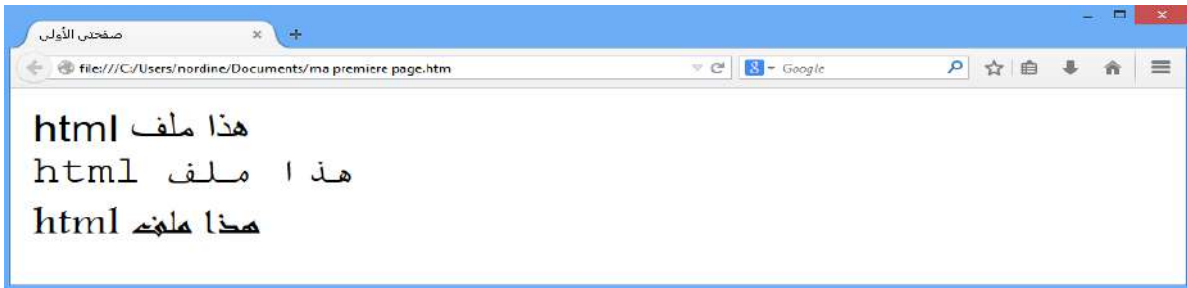 صفحتي الأولى
file:///C:/Users/nordine/Documents/ma premiere page.htm
Google
هذا ملف html
هذا ملف html
هذا ملف html